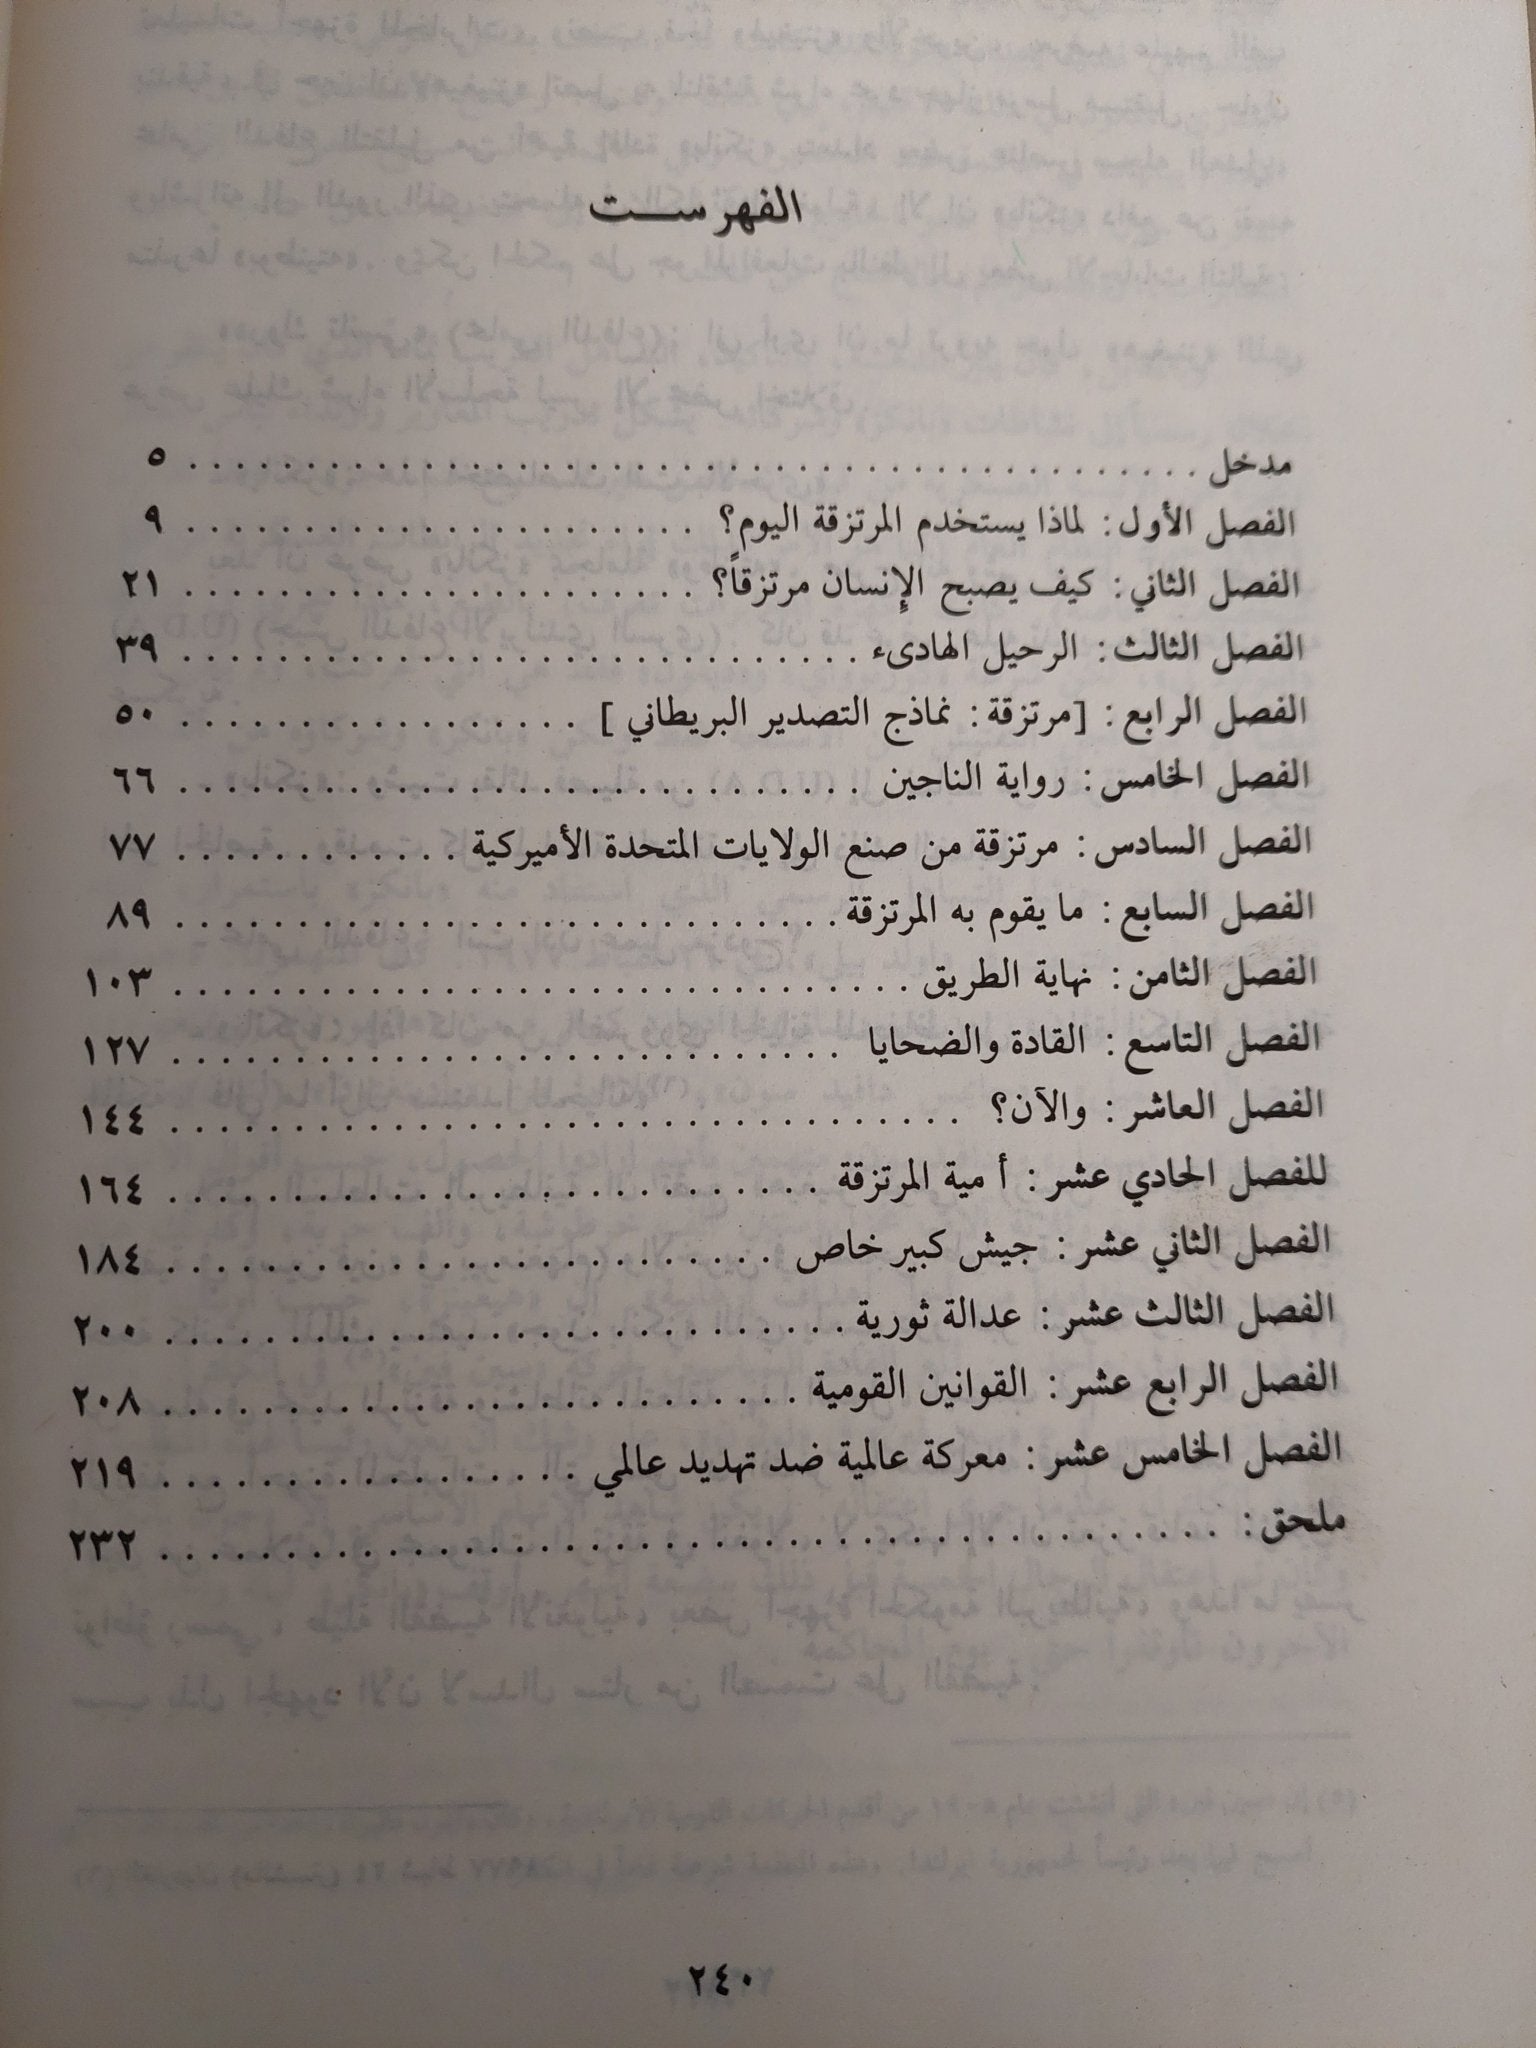 الفهرســت
مدخل . . . . . . . . . . . . . . . . . . . . ٥
الفصل الأول: لماذا يستخدم المرتزقة اليوم؟ . . . . . . . . . . ٩
الفصل الثاني: كيف يصبح الإنسان مرتزقاً؟ . . . . . . . . . . ٢١
الفصل الثالث: الرحيل الهادىء . . . . . . . . . . ٣٩
الفصل الرابع: [مرتزقة: نماذج التصدير البريطاني ] . . . . . . . . . . ٥٠
الفصل الخامس: رواية الناجين . . . . . . . . . . ٦٦
الفصل السادس: مرتزقة من صنع الولايات المتحدة الأميركية . . . . . . . . . . ٧٧
الفصل السابع: ما يقوم به المرتزقة . . . . . . . . . . ٨٩
الفصل الثامن: نهاية الطريق . . . . . . . . . . ١٠٣
الفصل التاسع: القادة والضحايا . . . . . . . . . . ١٢٧
الفصل العاشر: والآن؟ . . . . . . . . . . ١٤٤
للفصل الحادي عشر: أ مية المرتزقة . . . . . . . . . . ١٦٤
الفصل الثاني عشر: جيش كبير خاص . . . . . . . . . . ١٨٤
الفصل الثالث عشر: عدالة ثورية . . . . . . . . . . ٢٠٠
الفصل الرابع عشر: القوانين القومية . . . . . . . . . . ٢٠٨
الفصل الخامس عشر: معركة عالمية ضد تهديد عالمي . . . . . . . . . . ٢١٩
ملحق: . . . . . . . . . . . . . . . . . . . . ٢٣٢
٢٤٠